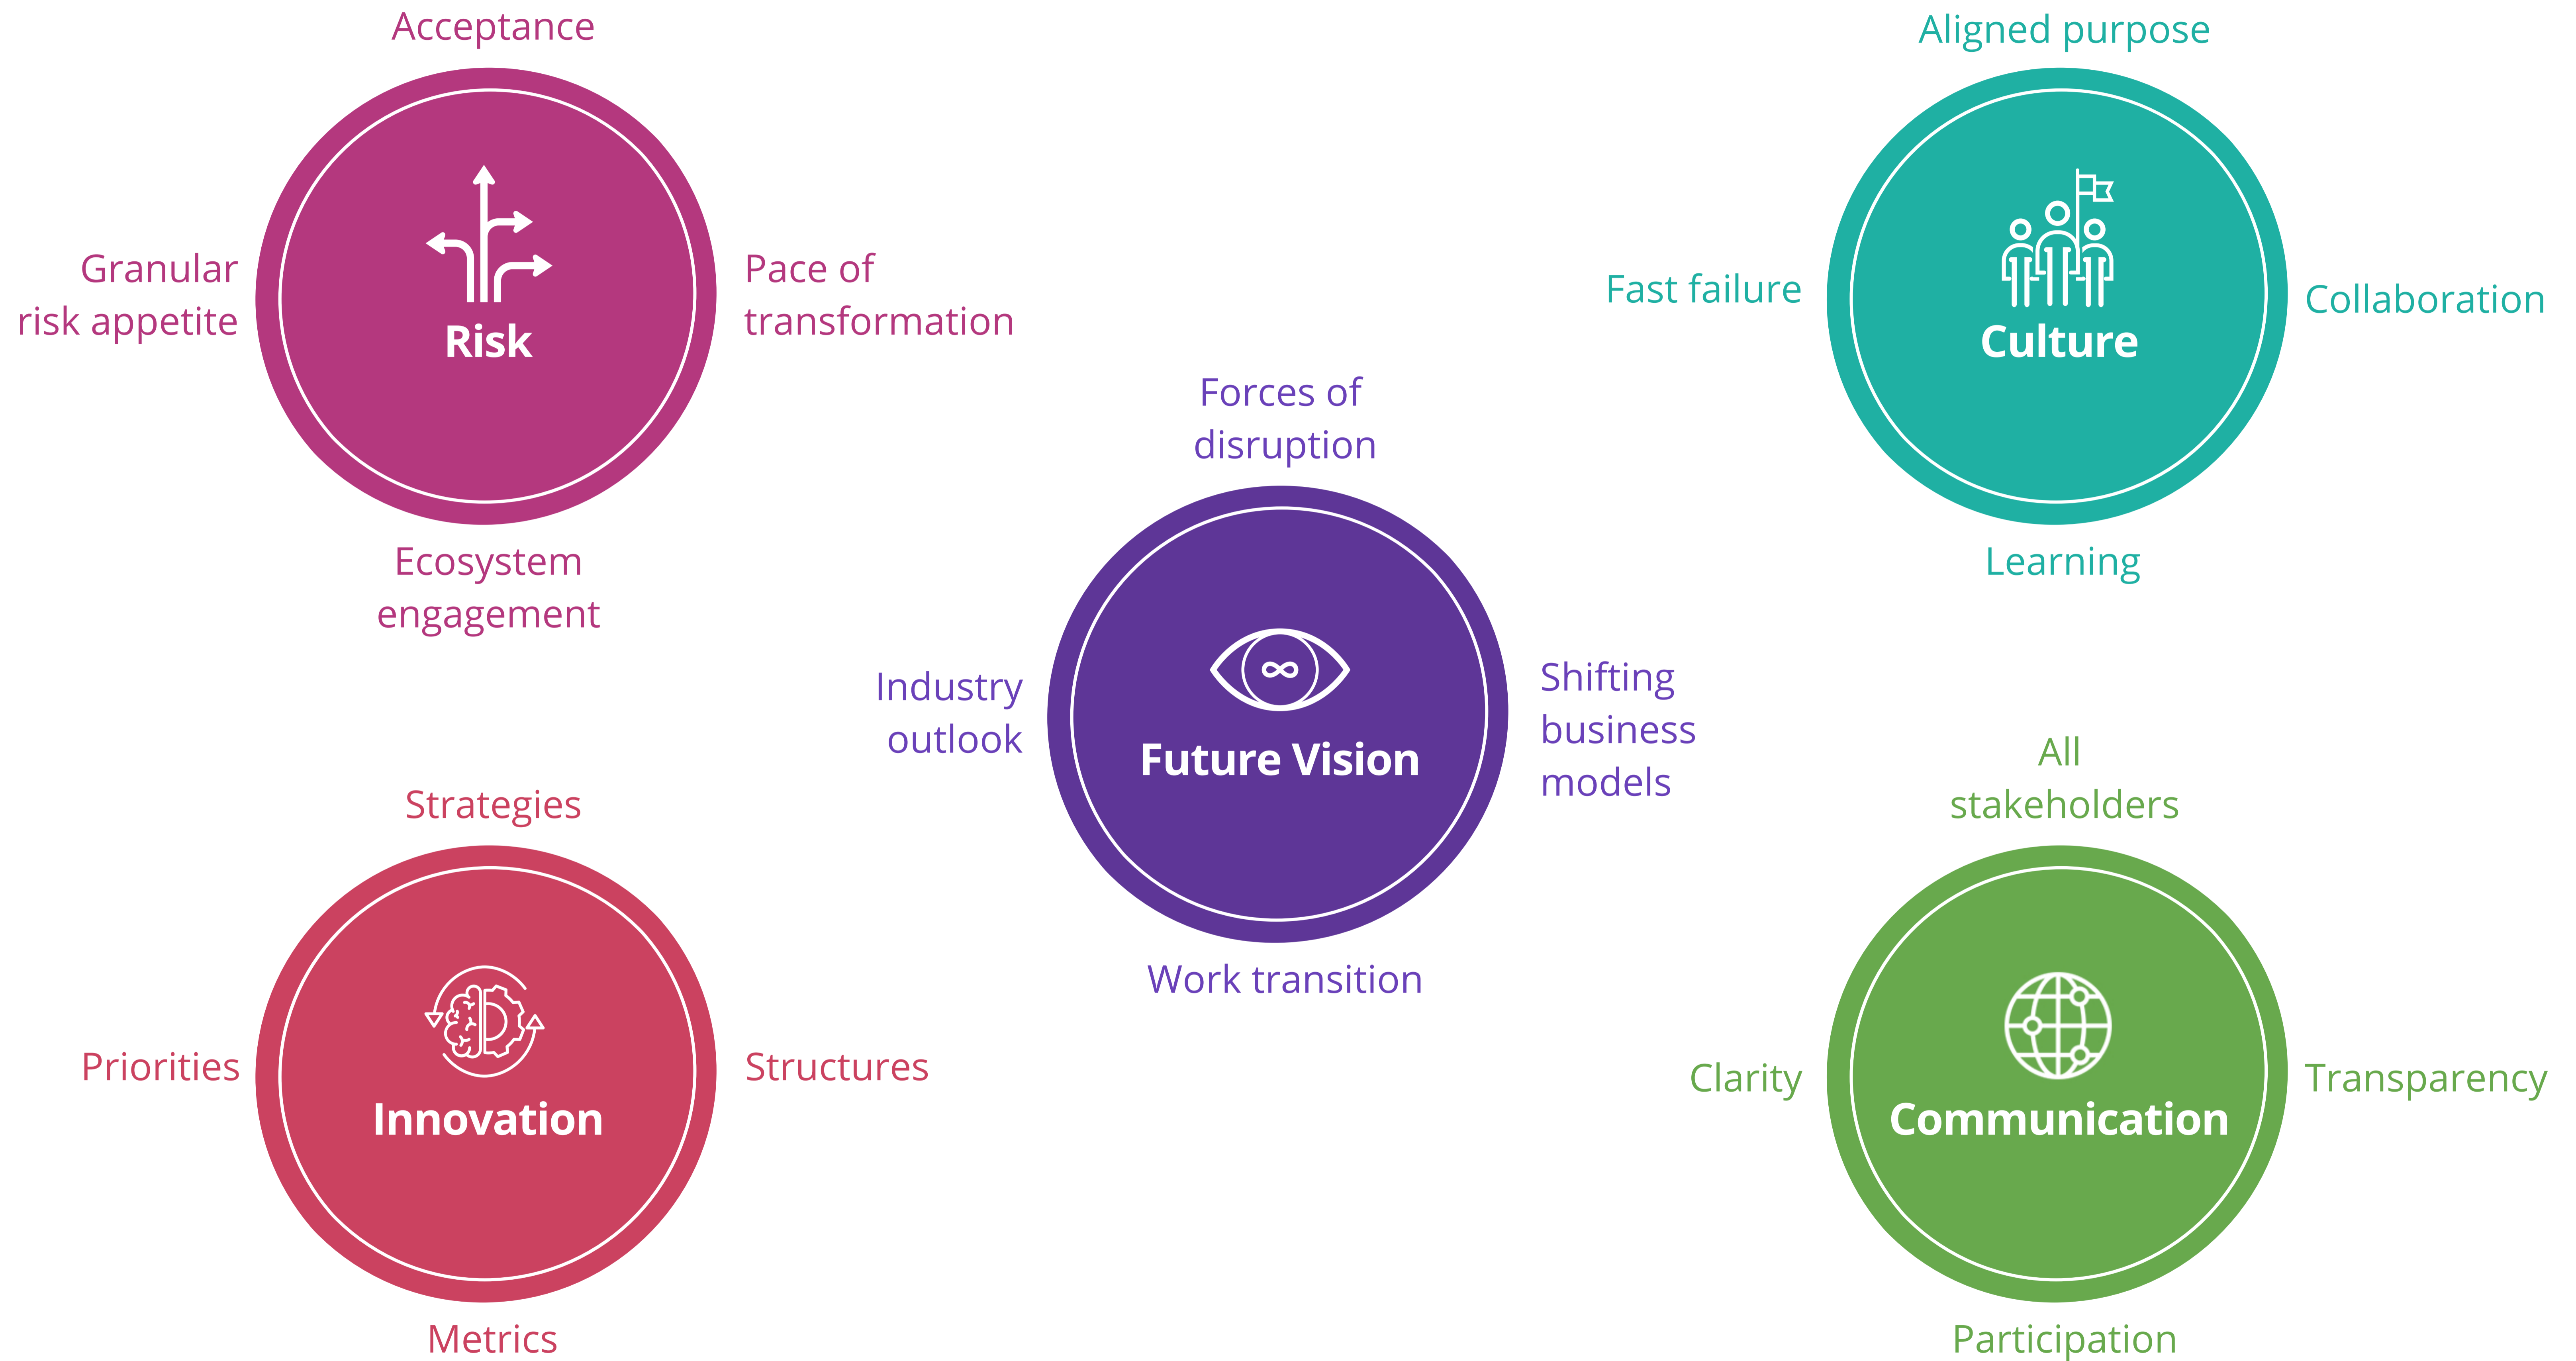 Acceptance
Granular
risk appetite
Risk
Pace of
transformation
Ecosystem
engagement
Aligned purpose
Fast failure
Culture
Collaboration
Learning
Forces of
disruption
Industry
outlook
Future Vision
Shifting
business
models
Work transition
Strategies
Priorities
Innovation
Structures
Metrics
All
stakeholders
Clarity
Communication
Transparency
Participation